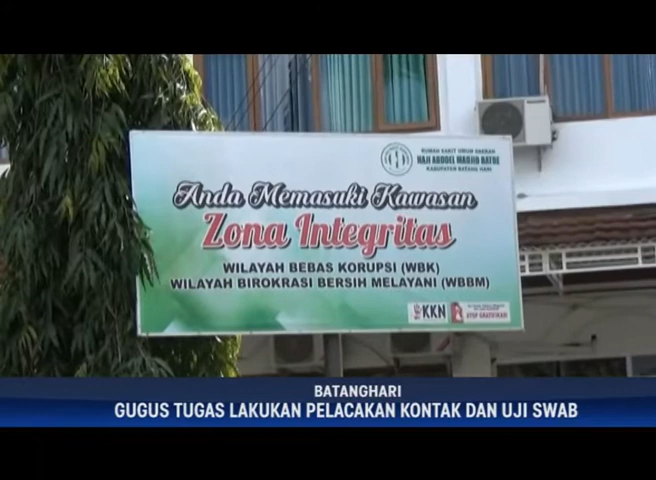 RUMAH SAKIT UMUM DAERAH
HAJI ABDOEL MADJID BATOE
KABUPATEN BATANG HARI
Anda Memasuki Kawasan
Zona Integritas
WILAYAH BEBAS KORUPSI (WBK)
WILAYAH BIROKRASI BERSIH MELAYANI (WBBM)
KKN
STOP GRATIFIKASI
BATANGHARI
GUGUS TUGAS LAKUKAN PELACAKAN KONTAK DAN UJI SWAB